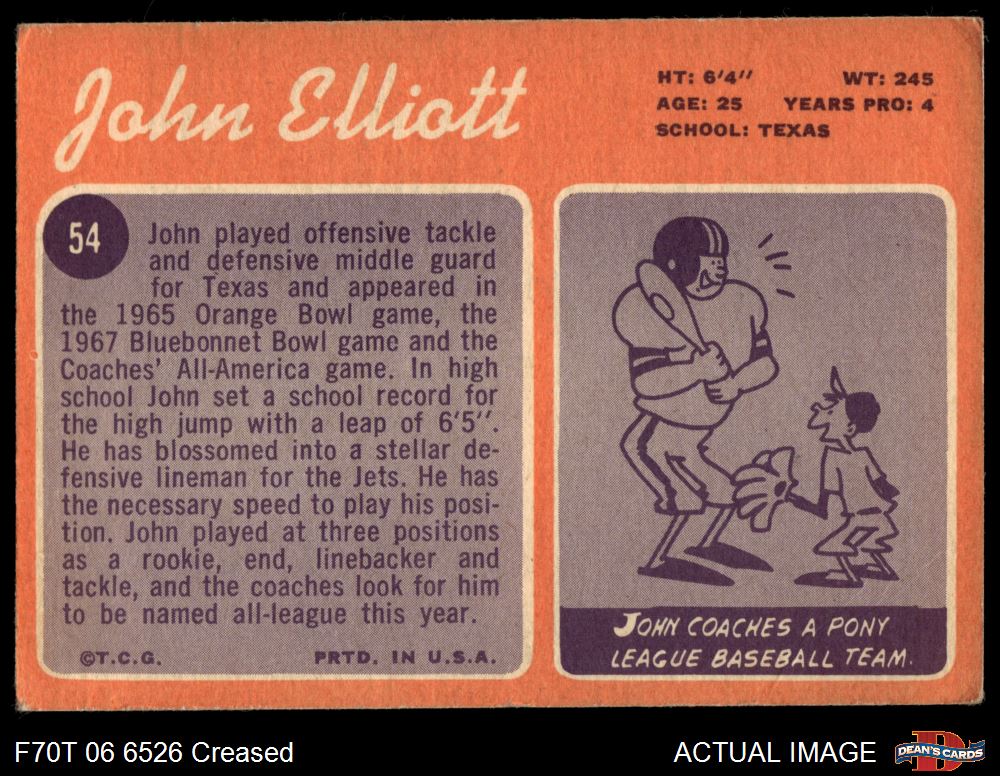 John Elliott
HT: 6'4" WT: 245
AGE: 25 YEARS PRO: 4
SCHOOL: TEXAS
54
John played offensive tackle
and defensive middle guard
for Texas and appeared in
the 1965 Orange Bowl game, the
1967 Bluebonnet Bowl game and the
Coaches' All-America game. In high
school John set a school record for
the high jump with a leap of 6'5".
He has blossomed into a stellar de-
fensive lineman for the Jets. He has
the necessary speed to play his posi-
tion. John played at three positions
as a rookie, end, linebacker and
tackle, and the coaches look for him
to be named all-league this year.
©T.C.G. PRTD. IN U.S.A.
JOHN COACHES A PONY
LEAGUE BASEBALL TEAM.
F70T 06 6526 Creased
ACTUAL IMAGE
D
DEAN'S CARDS